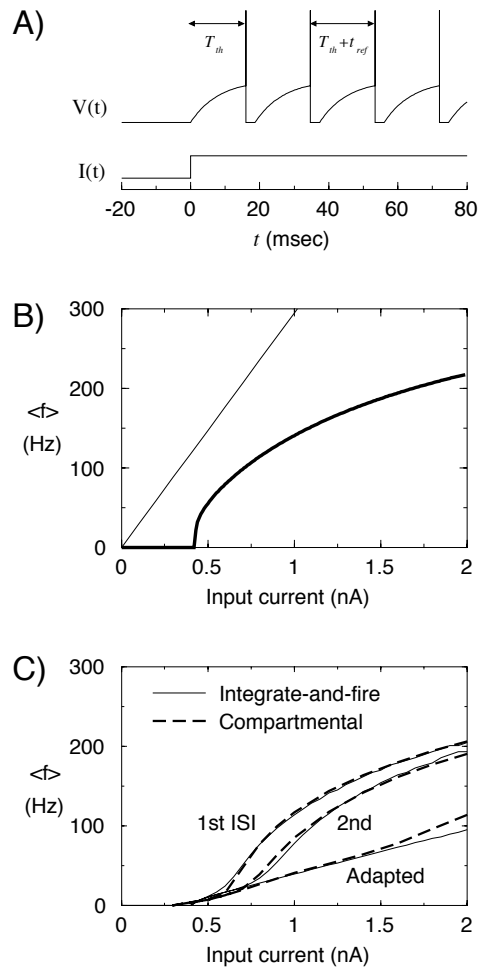 A)
T_th
T_th + t_ref
V(t)
I(t)
-20 0 20 40 60 80
t (msec)
B)
300
200
<f>
(Hz)
100
0
0 0.5 1 1.5 2
Input current (nA)
C)
300
Integrate-and-fire
Compartmental
200
<f>
(Hz)
1st ISI
2nd
100
Adapted
0
0 0.5 1 1.5 2
Input current (nA)